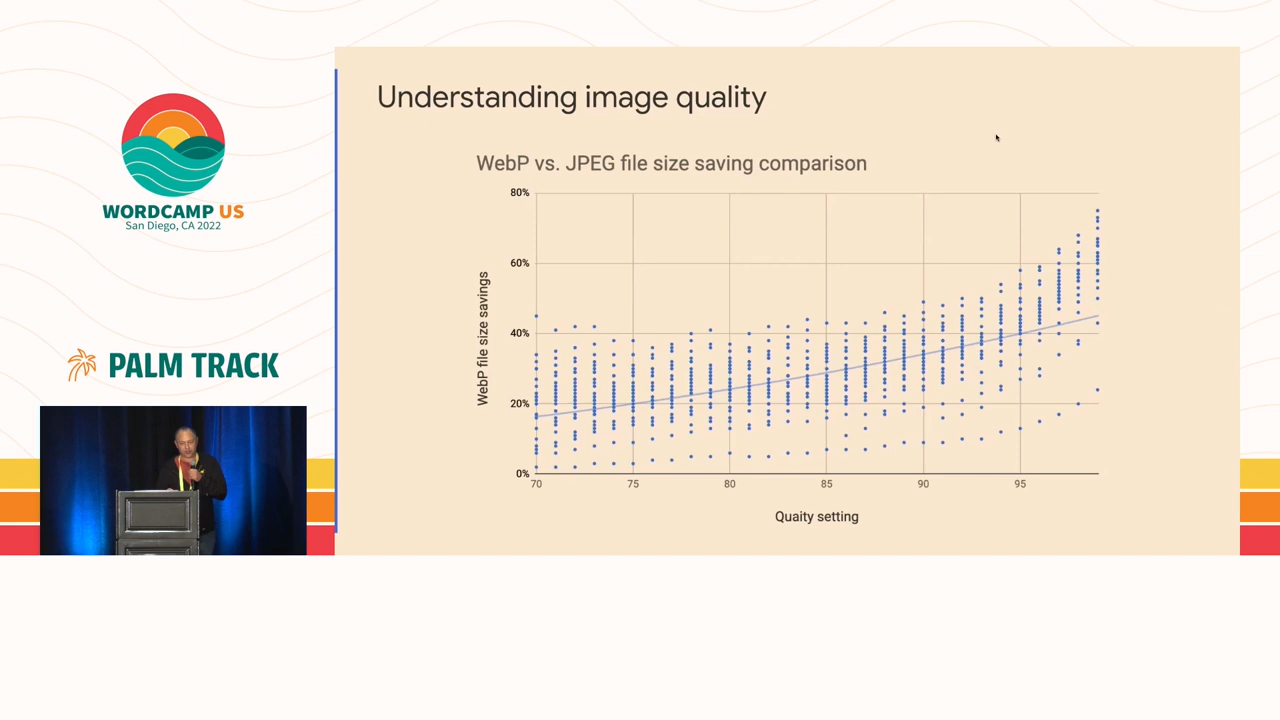 Understanding image quality
WebP vs. JPEG file size saving comparison
WebP file size savings
80%
60%
40%
20%
0%
70
75
80
85
90
95
Quaity setting
WORDCAMP US
San Diego, CA 2022
PALM TRACK